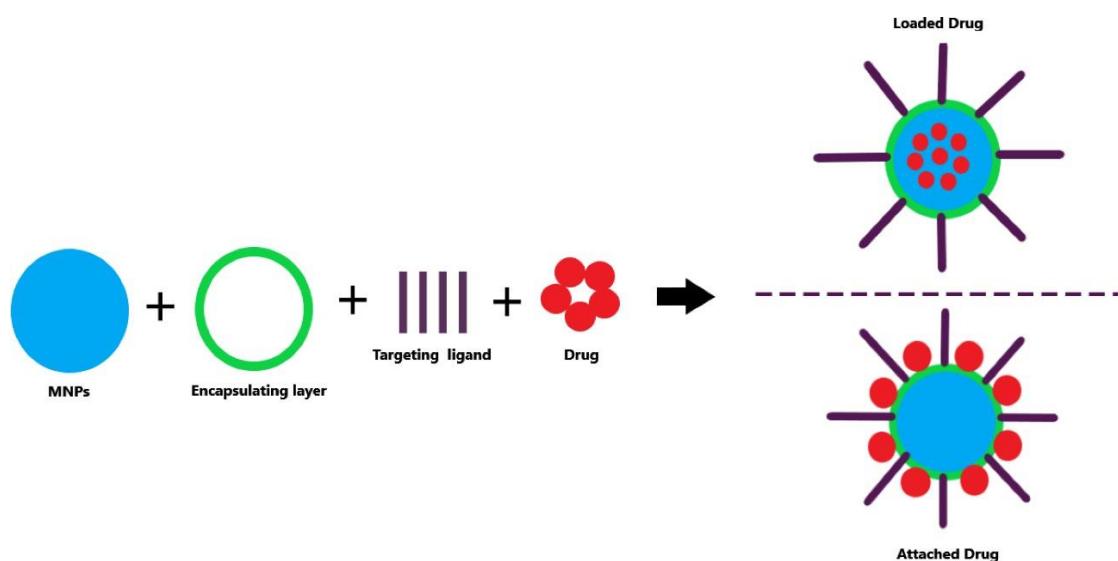 Loaded Drug
MNPs
Encapsulating layer
Targeting ligand
Drug
Attached Drug